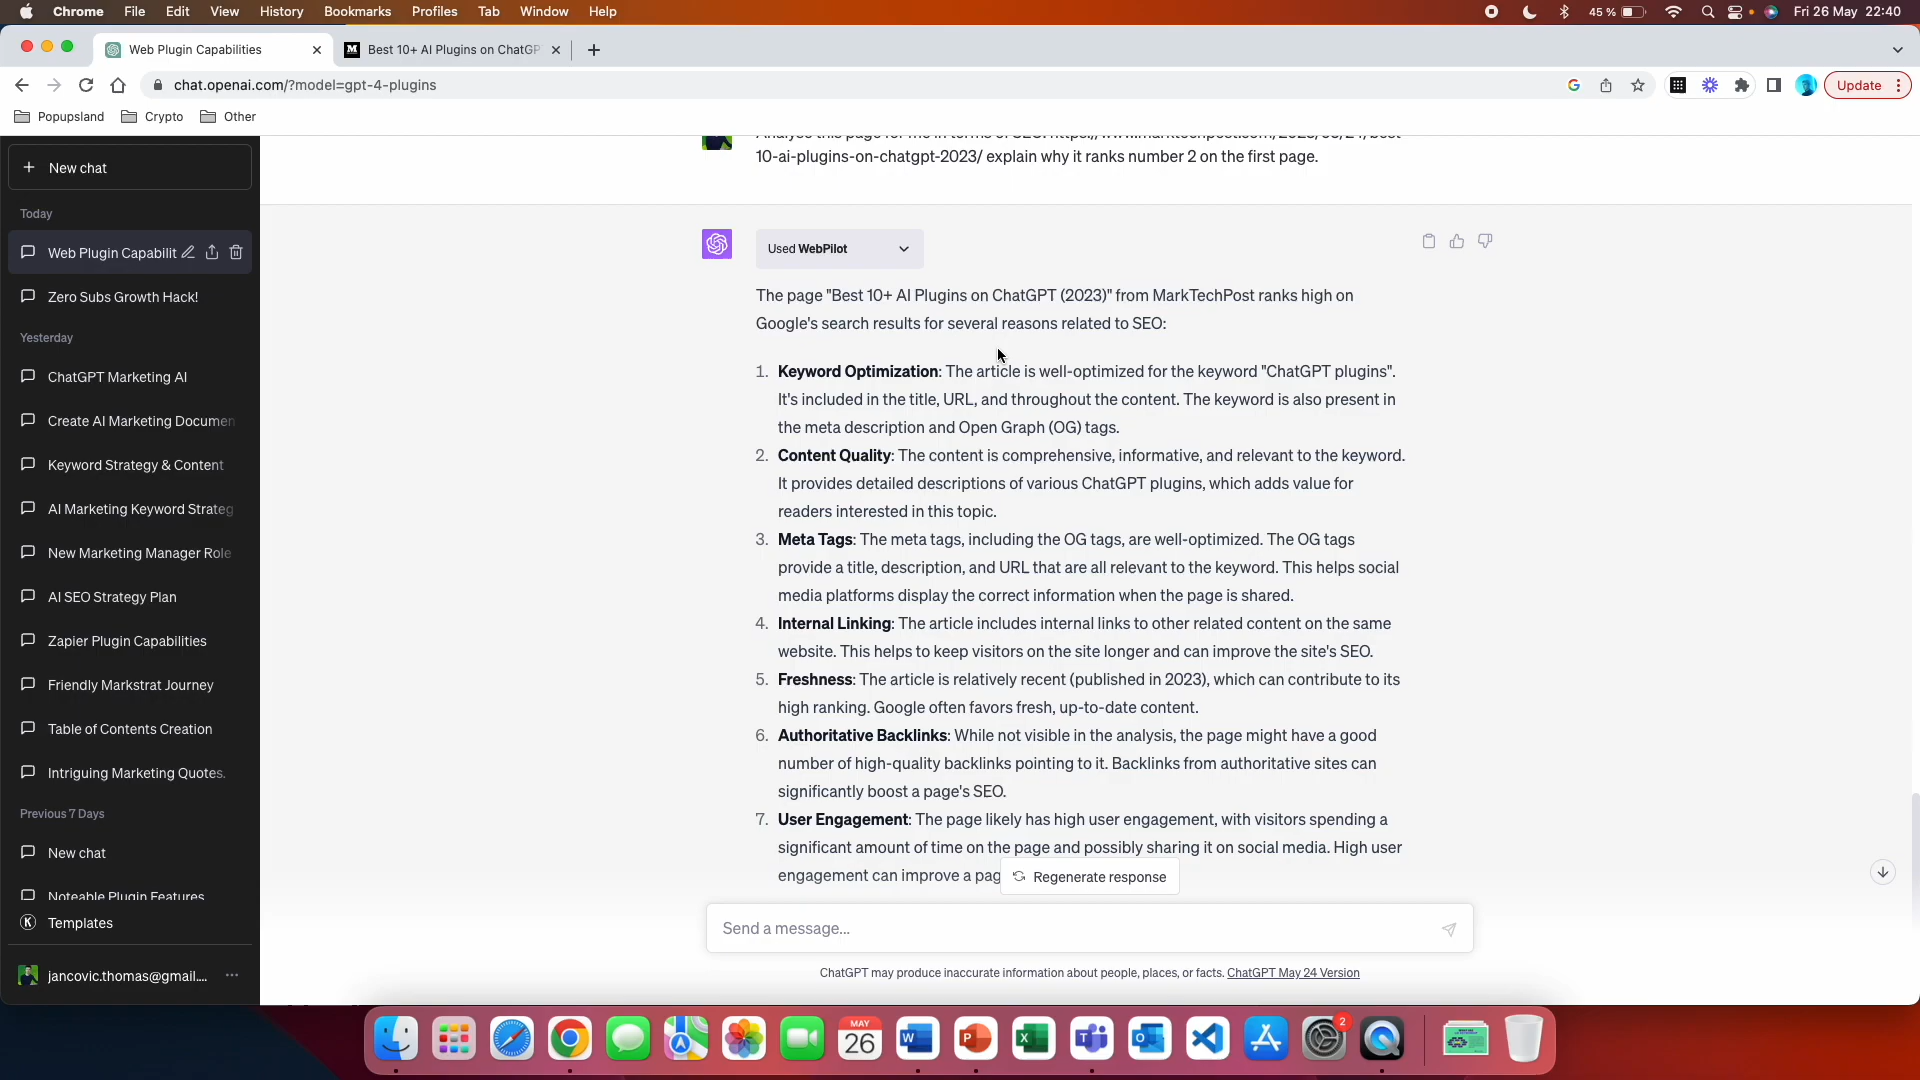 Chrome File Edit View History Bookmarks Profiles Tab Window Help 45 % Fri 26 May 22:40
Web Plugin Capabilities Best 10+ AI Plugins on ChatGP
chat.openai.com/?model=gpt-4-plugins Update
Popupsland Crypto Other
New chat
Today
Web Plugin Capabilit
Zero Subs Growth Hack!
Yesterday
ChatGPT Marketing AI
Create AI Marketing Documen
Keyword Strategy & Content
AI Marketing Keyword Strateg
New Marketing Manager Role
AI SEO Strategy Plan
Zapier Plugin Capabilities
Friendly Markstrat Journey
Table of Contents Creation
Intriguing Marketing Quotes.
Previous 7 Days
New chat
Noteable Plugin Features
K Templates
jancovic.thomas@gmail....
Analyse this page for me in terms of SEO: https://www.marktechpost.com/2023/05/24/best-
10-ai-plugins-on-chatgpt-2023/ explain why it ranks number 2 on the first page.
Used WebPilot
The page "Best 10+ AI Plugins on ChatGPT (2023)" from MarkTechPost ranks high on
Google's search results for several reasons related to SEO:
1. Keyword Optimization: The article is well-optimized for the keyword "ChatGPT plugins".
It's included in the title, URL, and throughout the content. The keyword is also present in
the meta description and Open Graph (OG) tags.
2. Content Quality: The content is comprehensive, informative, and relevant to the keyword.
It provides detailed descriptions of various ChatGPT plugins, which adds value for
readers interested in this topic.
3. Meta Tags: The meta tags, including the OG tags, are well-optimized. The OG tags
provide a title, description, and URL that are all relevant to the keyword. This helps social
media platforms display the correct information when the page is shared.
4. Internal Linking: The article includes internal links to other related content on the same
website. This helps to keep visitors on the site longer and can improve the site's SEO.
5. Freshness: The article is relatively recent (published in 2023), which can contribute to its
high ranking. Google often favors fresh, up-to-date content.
6. Authoritative Backlinks: While not visible in the analysis, the page might have a good
number of high-quality backlinks pointing to it. Backlinks from authoritative sites can
significantly boost a page's SEO.
7. User Engagement: The page likely has high user engagement, with visitors spending a
significant amount of time on the page and possibly sharing it on social media. High user
engagement can improve a pag
Regenerate response
Send a message...
ChatGPT may produce inaccurate information about people, places, or facts. ChatGPT May 24 Version
MAY
26
2